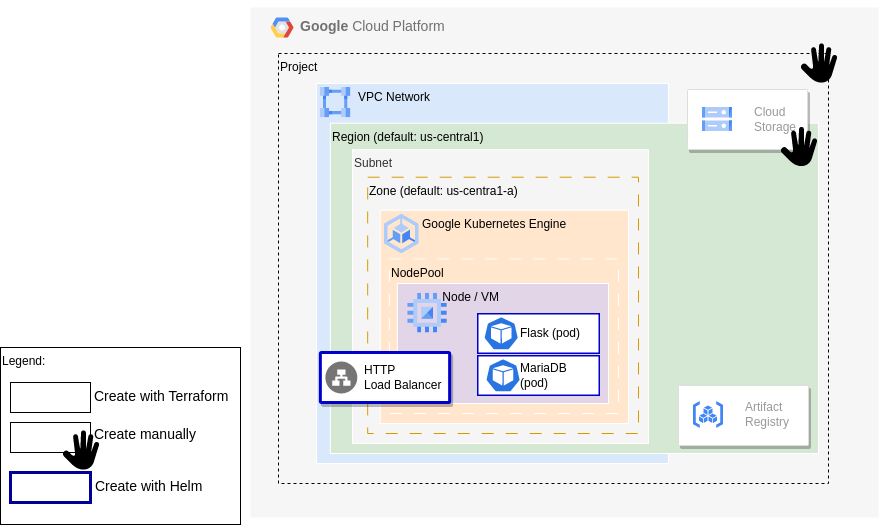 Google Cloud Platform
Project
VPC Network
Cloud
Storage
Region (default: us-central1)
Subnet
Zone (default: us-centra1-a)
Google Kubernetes Engine
NodePool
Node / VM
Flask (pod)
MariaDB
(pod)
HTTP
Load Balancer
Artifact
Registry
Legend:
Create with Terraform
Create manually
Create with Helm